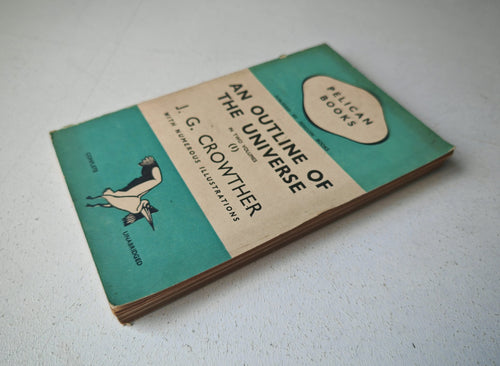 PELICAN
BOOKS
AN OUTLINE OF
THE UNIVERSE
IN TWO VOLUMES
(I)
J. G. CROWTHER
WITH NUMEROUS ILLUSTRATIONS
COMPLETE
UNABRIDGED